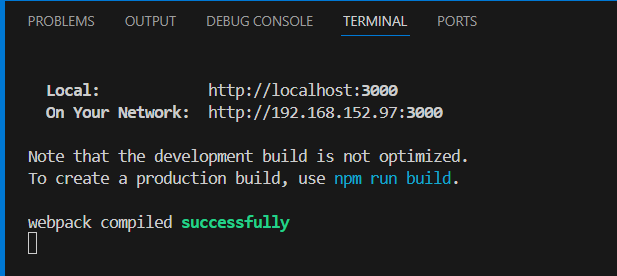 PROBLEMS OUTPUT DEBUG CONSOLE TERMINAL PORTS
Local: http://localhost:3000
On Your Network: http://192.168.152.97:3000
Note that the development build is not optimized.
To create a production build, use npm run build.
webpack compiled successfully